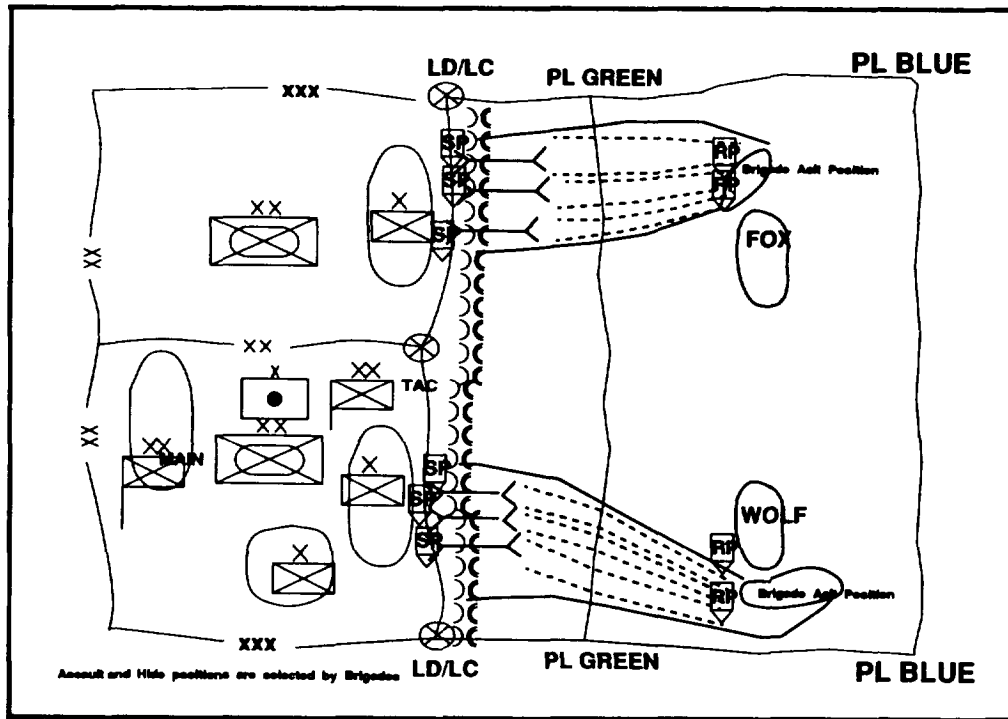 PL BLUE
LD/LC
PL GREEN
XXX
SP
RP
SP
RP
Brigade Aslt Position
X
XX
SP
XX
FOX
XX
X
XX
TAC
XX
XX
XX
MAIN
X
SP
SP
WOLF
SP
RP
X
RP
Brigade Aslt Position
XXX
LD/LC
PL GREEN
PL BLUE
Assault and Hide positions are selected by Brigades